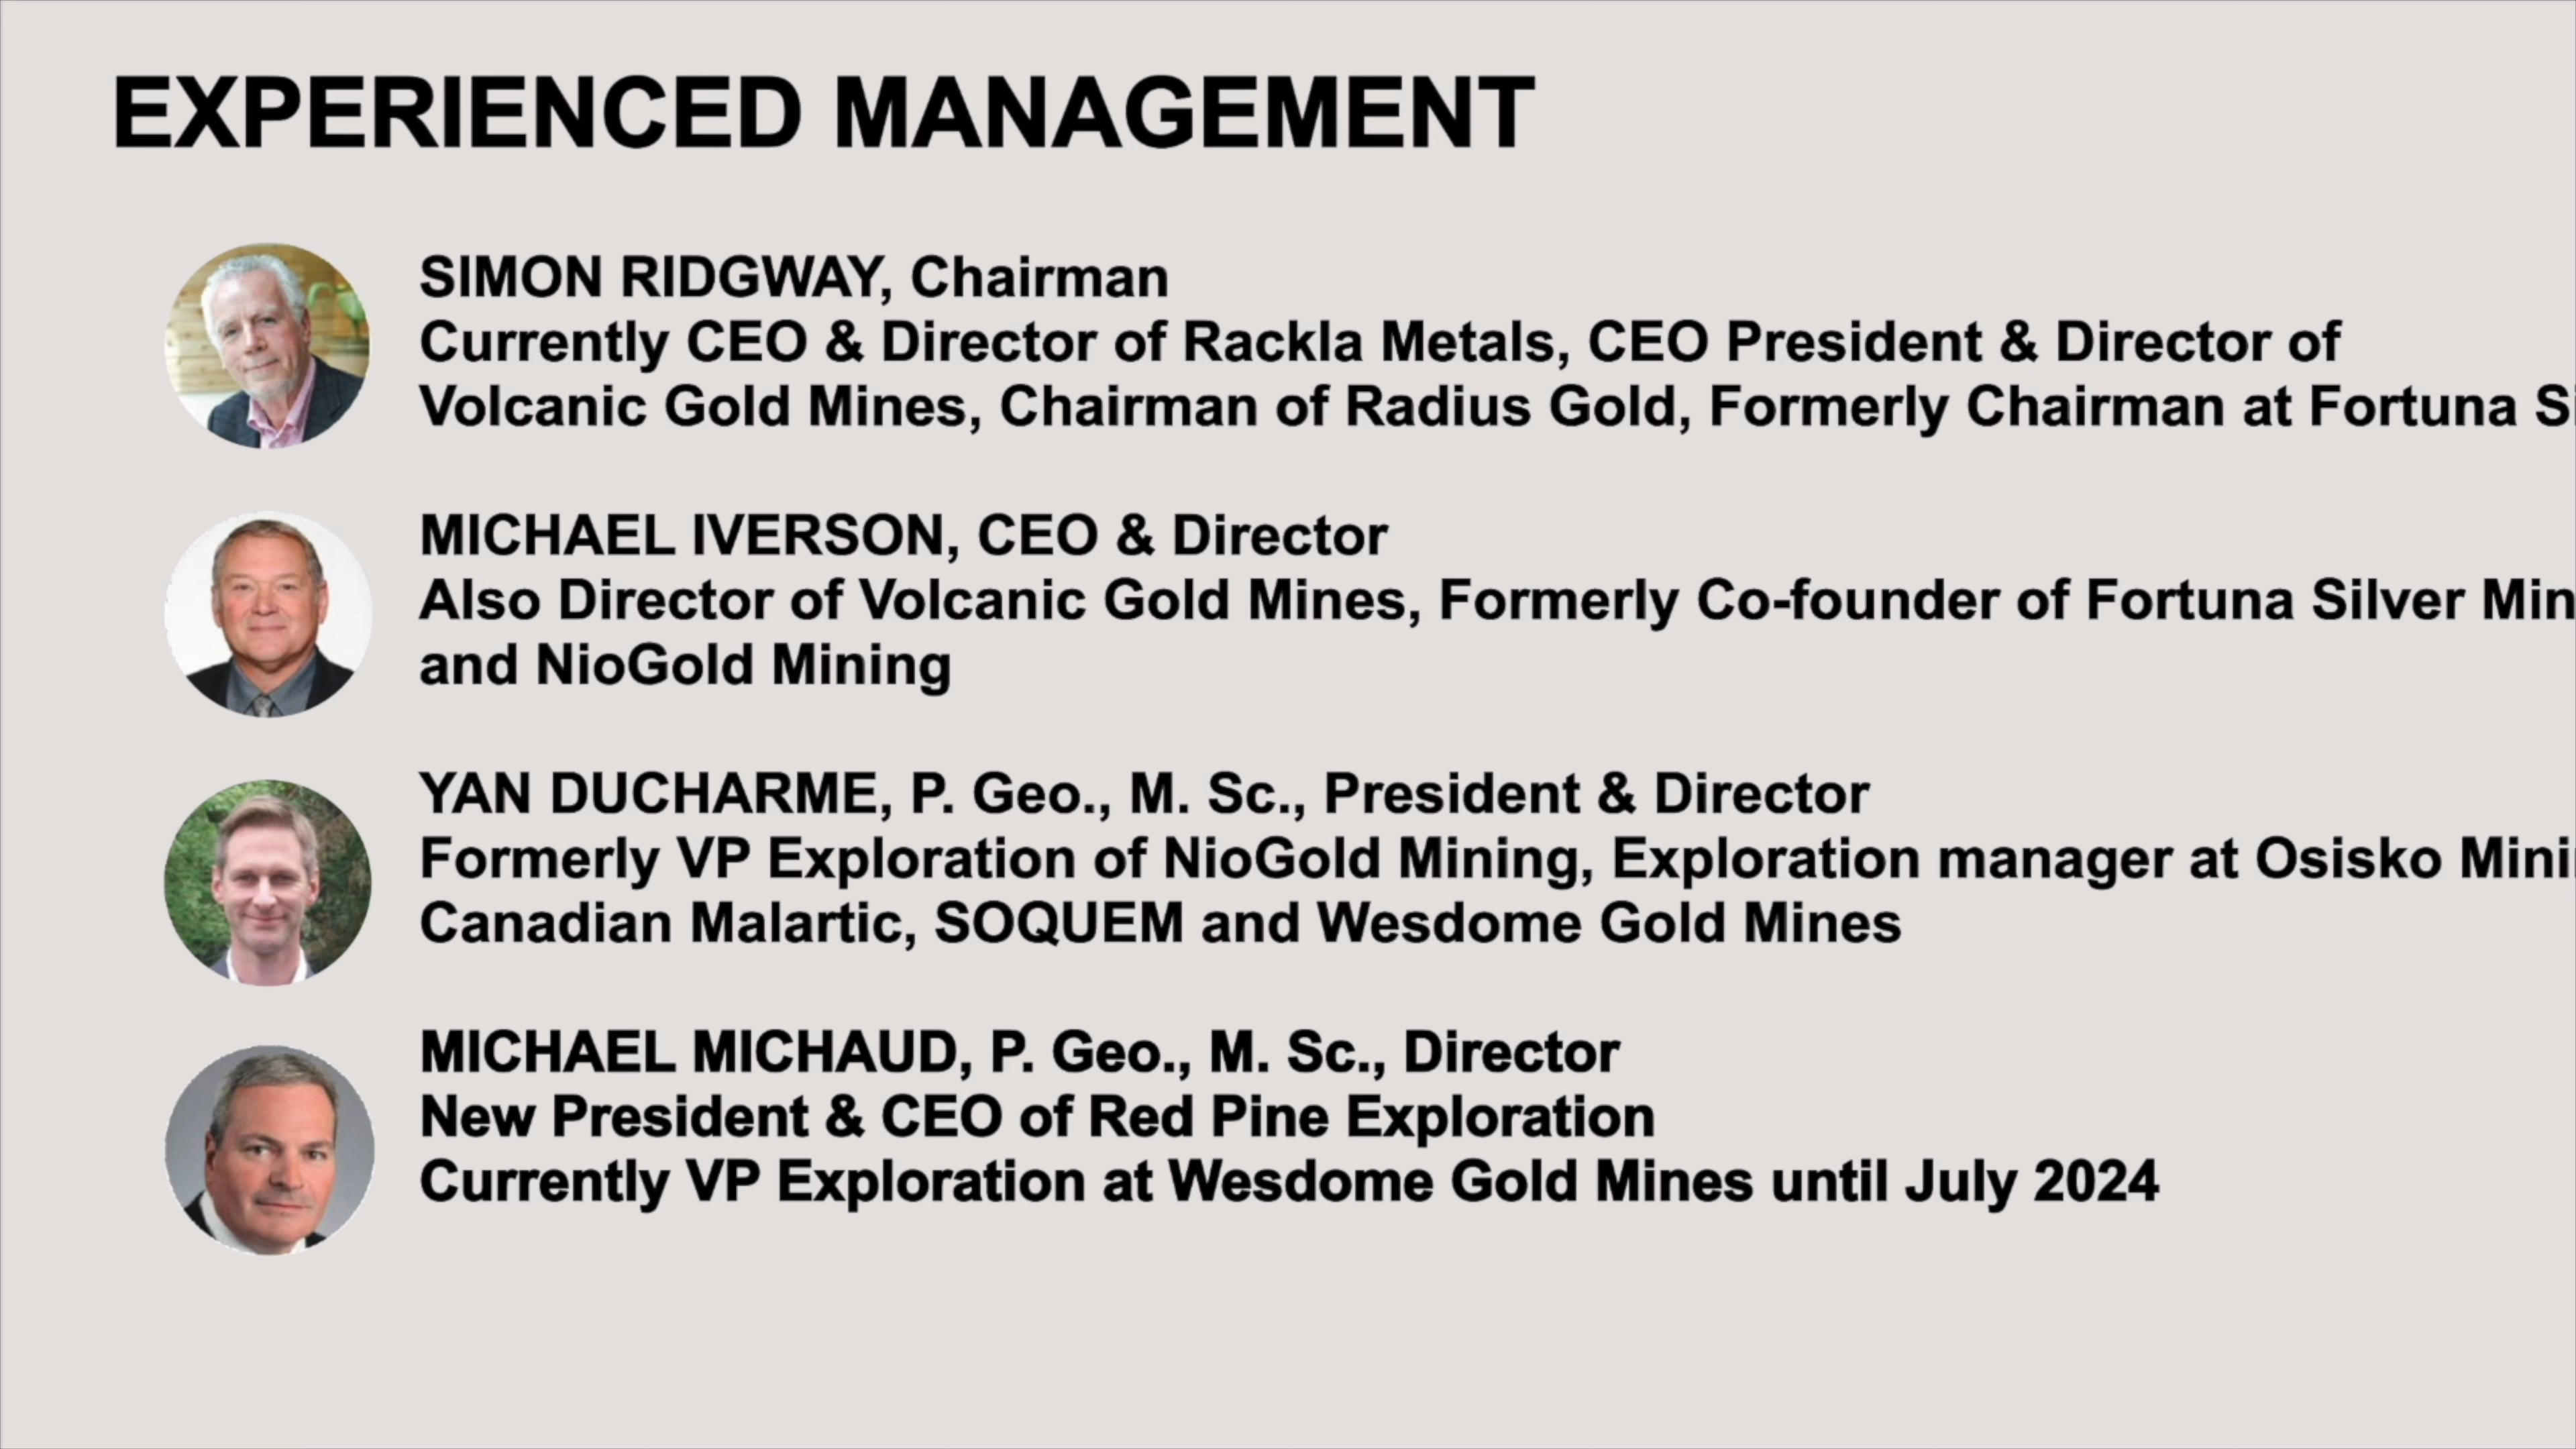 EXPERIENCED MANAGEMENT
SIMON RIDGWAY, Chairman
Currently CEO & Director of Rackla Metals, CEO President & Director of
Volcanic Gold Mines, Chairman of Radius Gold, Formerly Chairman at Fortuna
MICHAEL IVERSON, CEO & Director
Also Director of Volcanic Gold Mines, Formerly Co-founder of Fortuna Silver
and NioGold Mining
YAN DUCHARME, P. Geo., M. Sc., President & Director
Formerly VP Exploration of NioGold Mining, Exploration manager at Osisko
Canadian Malartic, SOQUEM and Wesdome Gold Mines
MICHAEL MICHAUD, P. Geo., M. Sc., Director
New President & CEO of Red Pine Exploration
Currently VP Exploration at Wesdome Gold Mines until July 2024